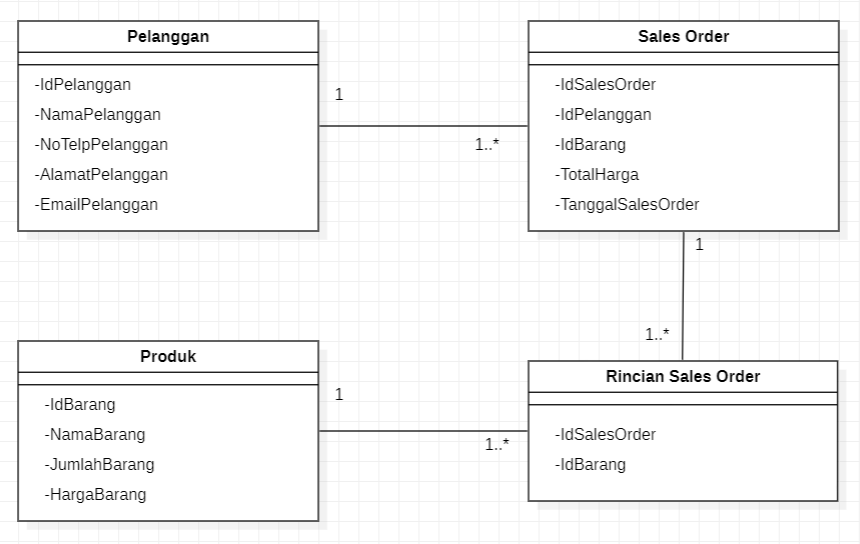 Pelanggan
-IdPelanggan
-NamaPelanggan
-NoTelpPelanggan
-AlamatPelanggan
-EmailPelanggan
1
1..*
Sales Order
-IdSalesOrder
-IdPelanggan
-IdBarang
-TotalHarga
-TanggalSalesOrder
1
1..*
Produk
-IdBarang
-NamaBarang
-JumlahBarang
-HargaBarang
1
1..*
Rincian Sales Order
-IdSalesOrder
-IdBarang